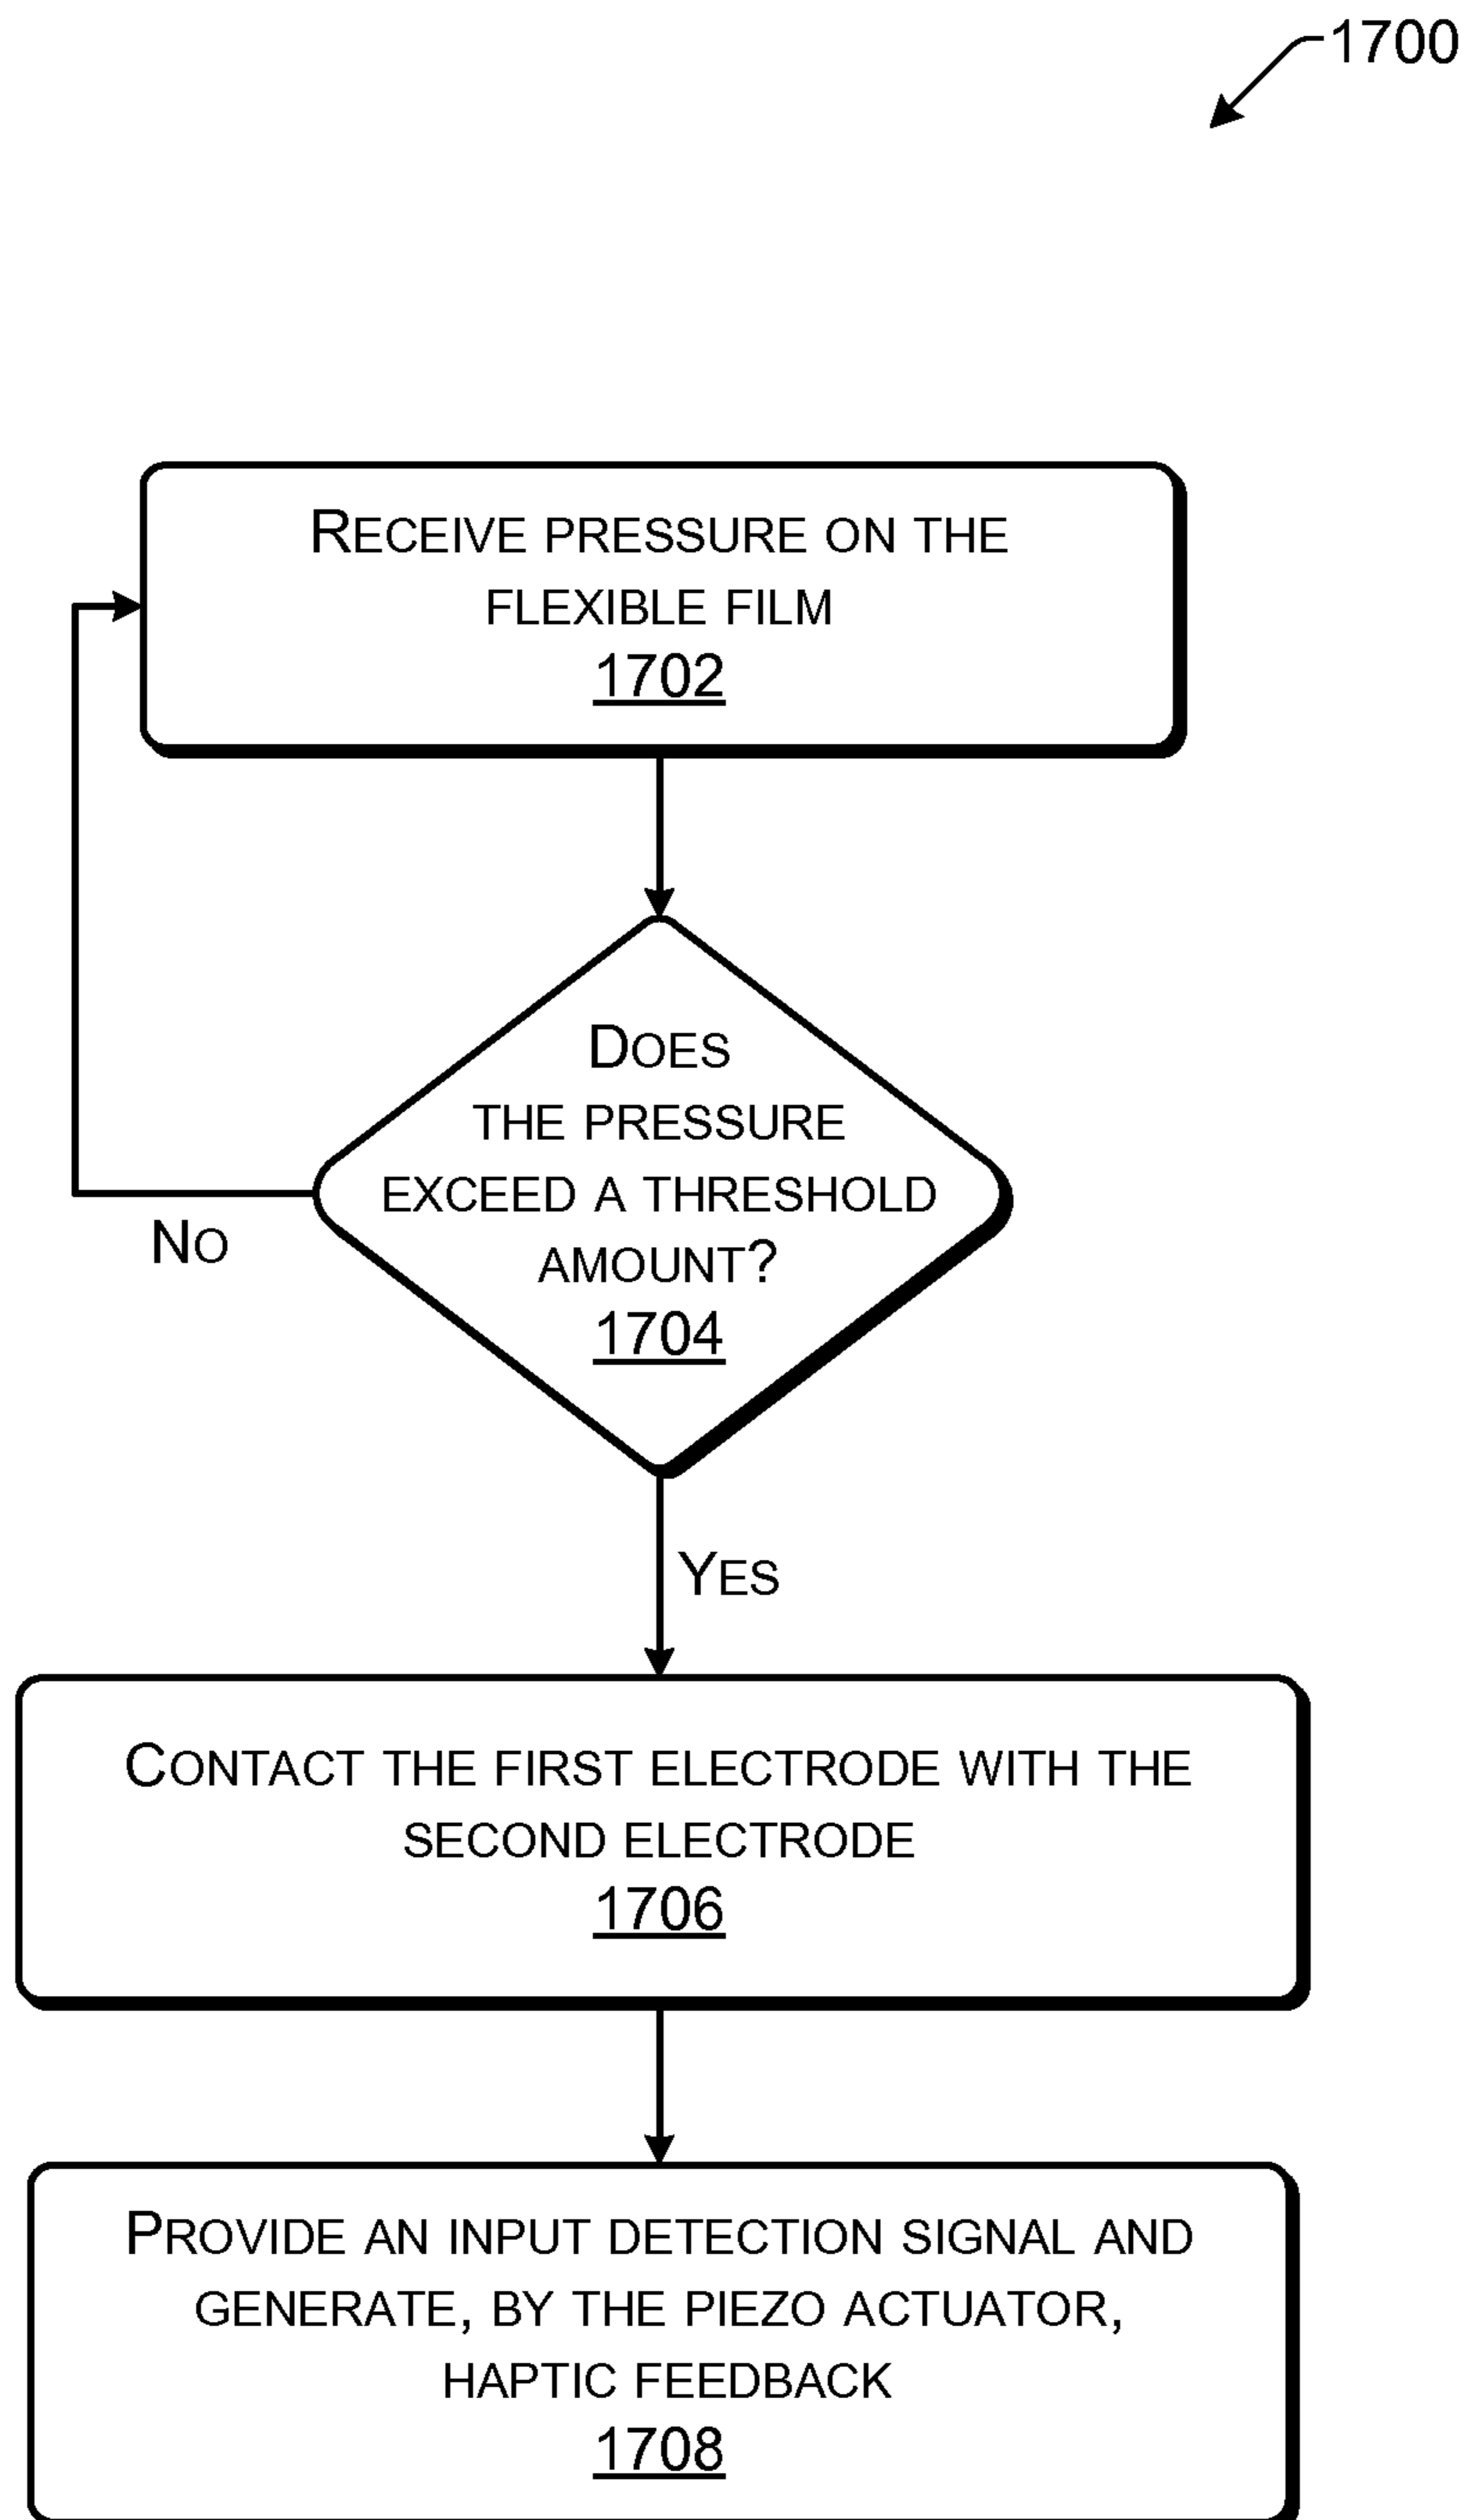 1700
RECEIVE PRESSURE ON THE
FLEXIBLE FILM
1702
DOES
THE PRESSURE
EXCEED A THRESHOLD
AMOUNT?
1704
NO
YES
CONTACT THE FIRST ELECTRODE WITH THE
SECOND ELECTRODE
1706
PROVIDE AN INPUT DETECTION SIGNAL AND
GENERATE, BY THE PIEZO ACTUATOR,
HAPTIC FEEDBACK
1708